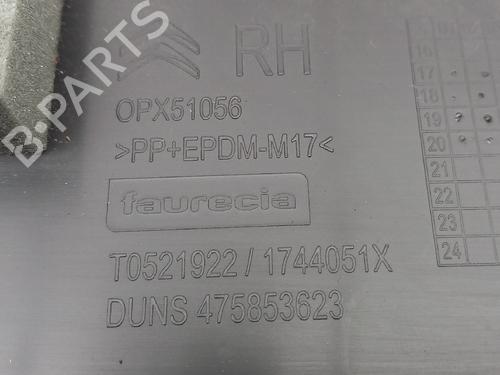 RH
OPX51056
>PP+EPDM-M17<
faurecia
T0521922 / 1744051X
DUNS 475853623
B-PARTS
16
17
18
19
20
21
22
23
24